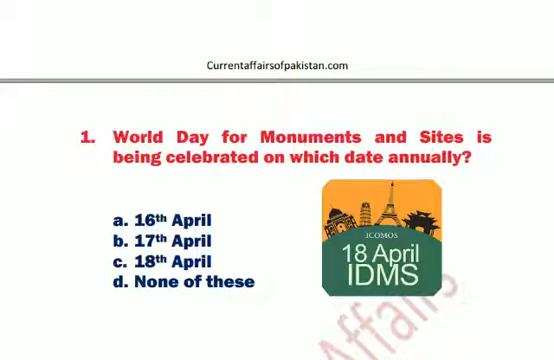 Currentaffairsofpakistan.com
1. World Day for Monuments and Sites is
being celebrated on which date annually?
a. 16th April
b. 17th April
c. 18th April
d. None of these
ICOMOS
18 April
IDMS
Affairs